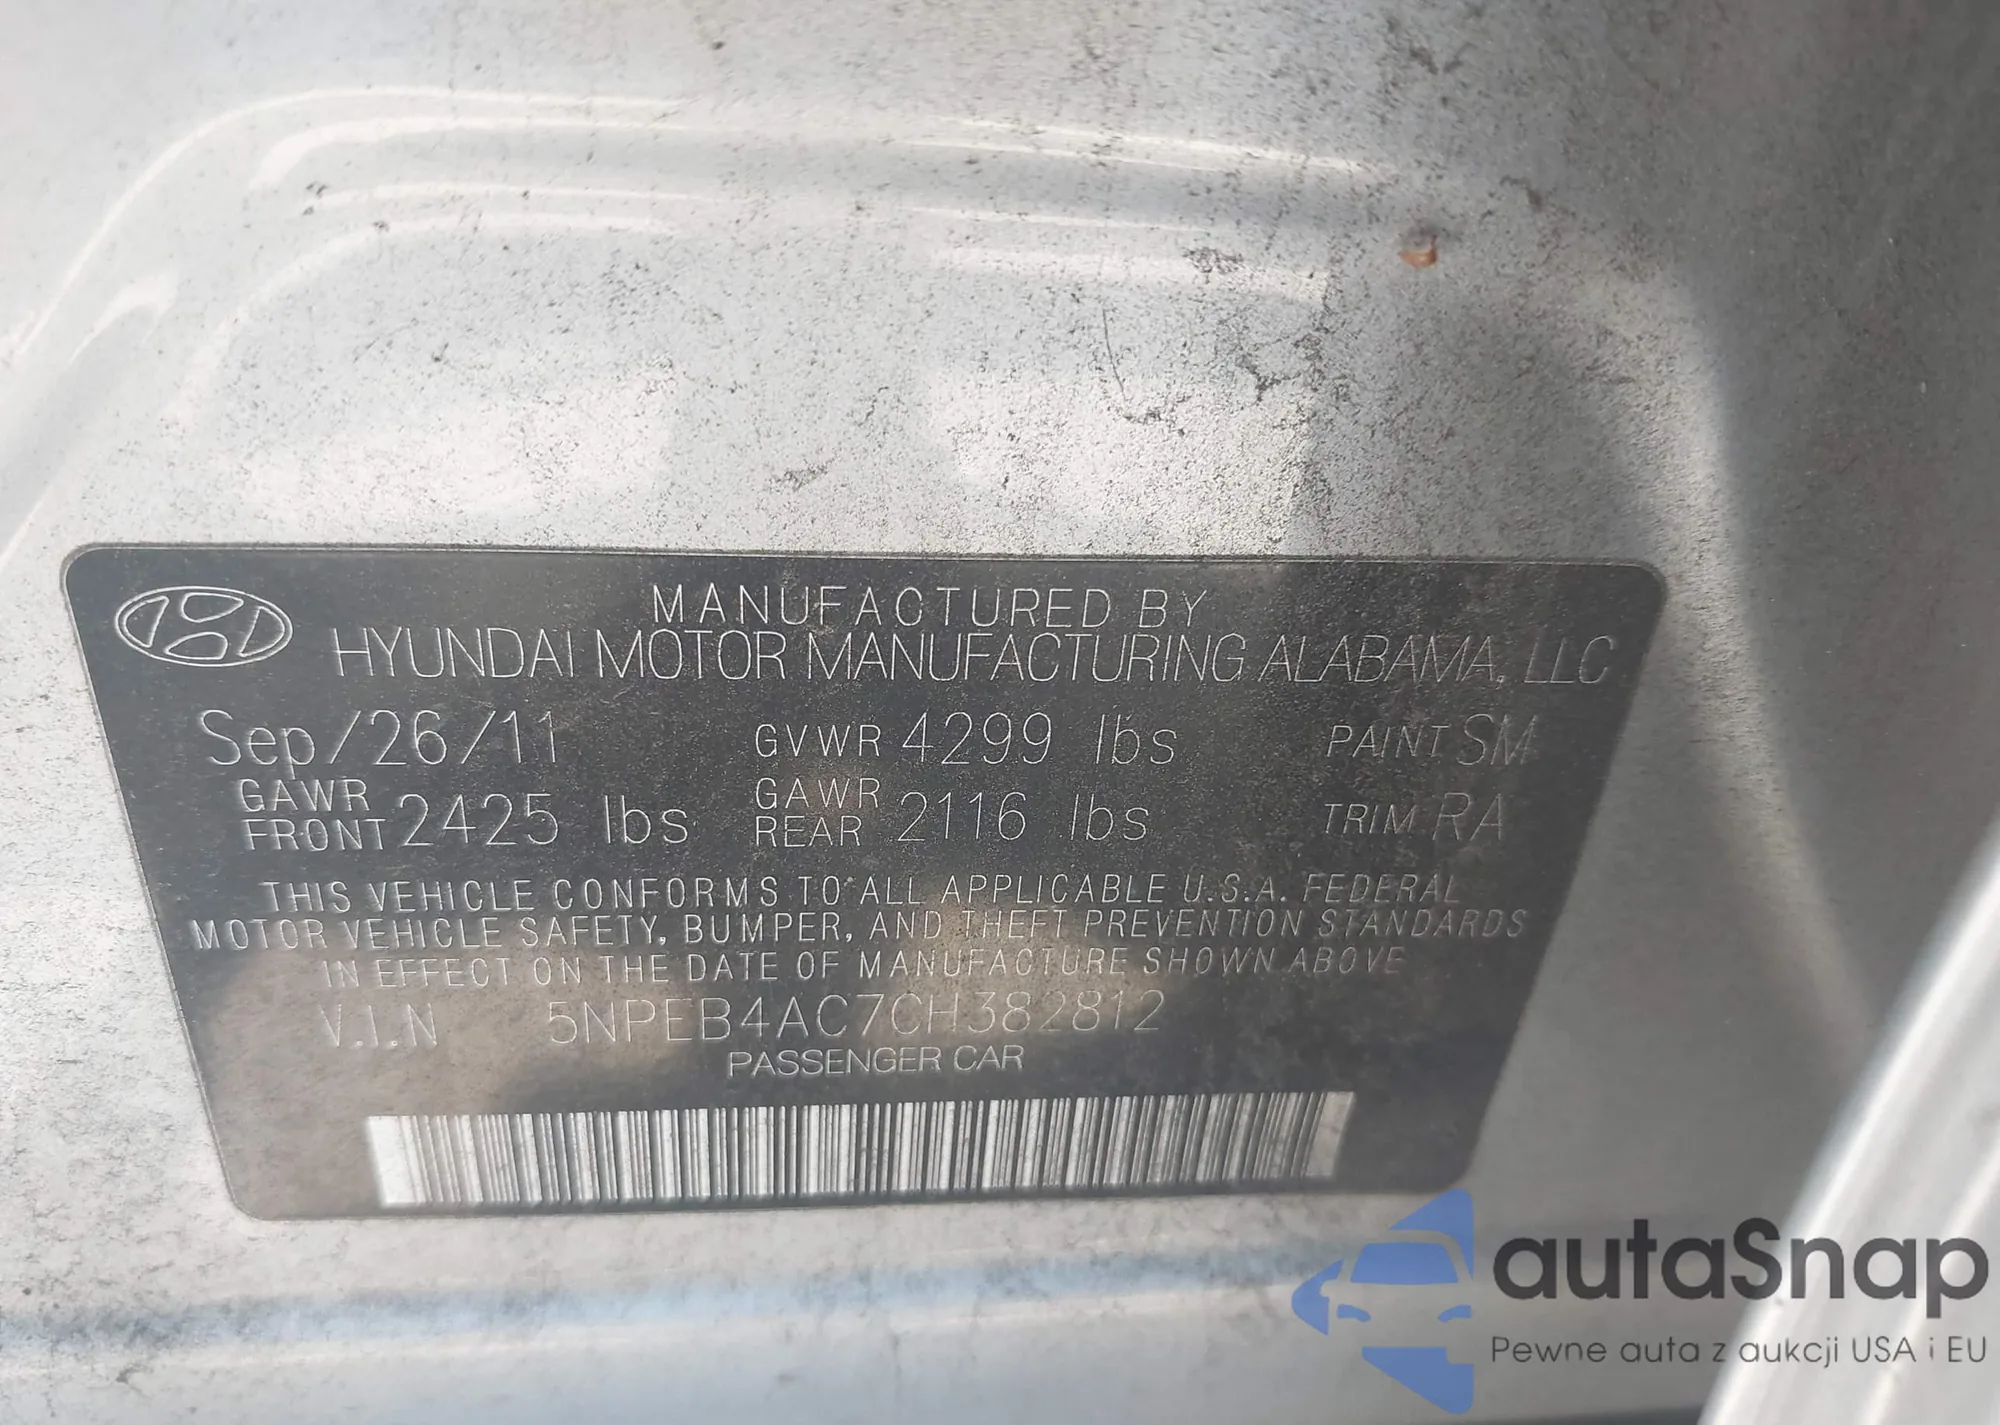 MANUFACTURED BY
HYUNDAI MOTOR MANUFACTURING ALABAMA, LLC
Sep/26/11 GVWR 4299 lbs PAINT SM
GAWR FRONT 2425 lbs GAWR REAR 2116 lbs TRIM RA
THIS VEHICLE CONFORMS TO ALL APPLICABLE U.S.A. FEDERAL
MOTOR VEHICLE SAFETY, BUMPER, AND THEFT PREVENTION STANDARDS
IN EFFECT ON THE DATE OF MANUFACTURE SHOWN ABOVE
V.I.N 5NPEB4AC7CH382812
PASSENGER CAR
autaSnap
Pewne auta z aukcji USA i EU